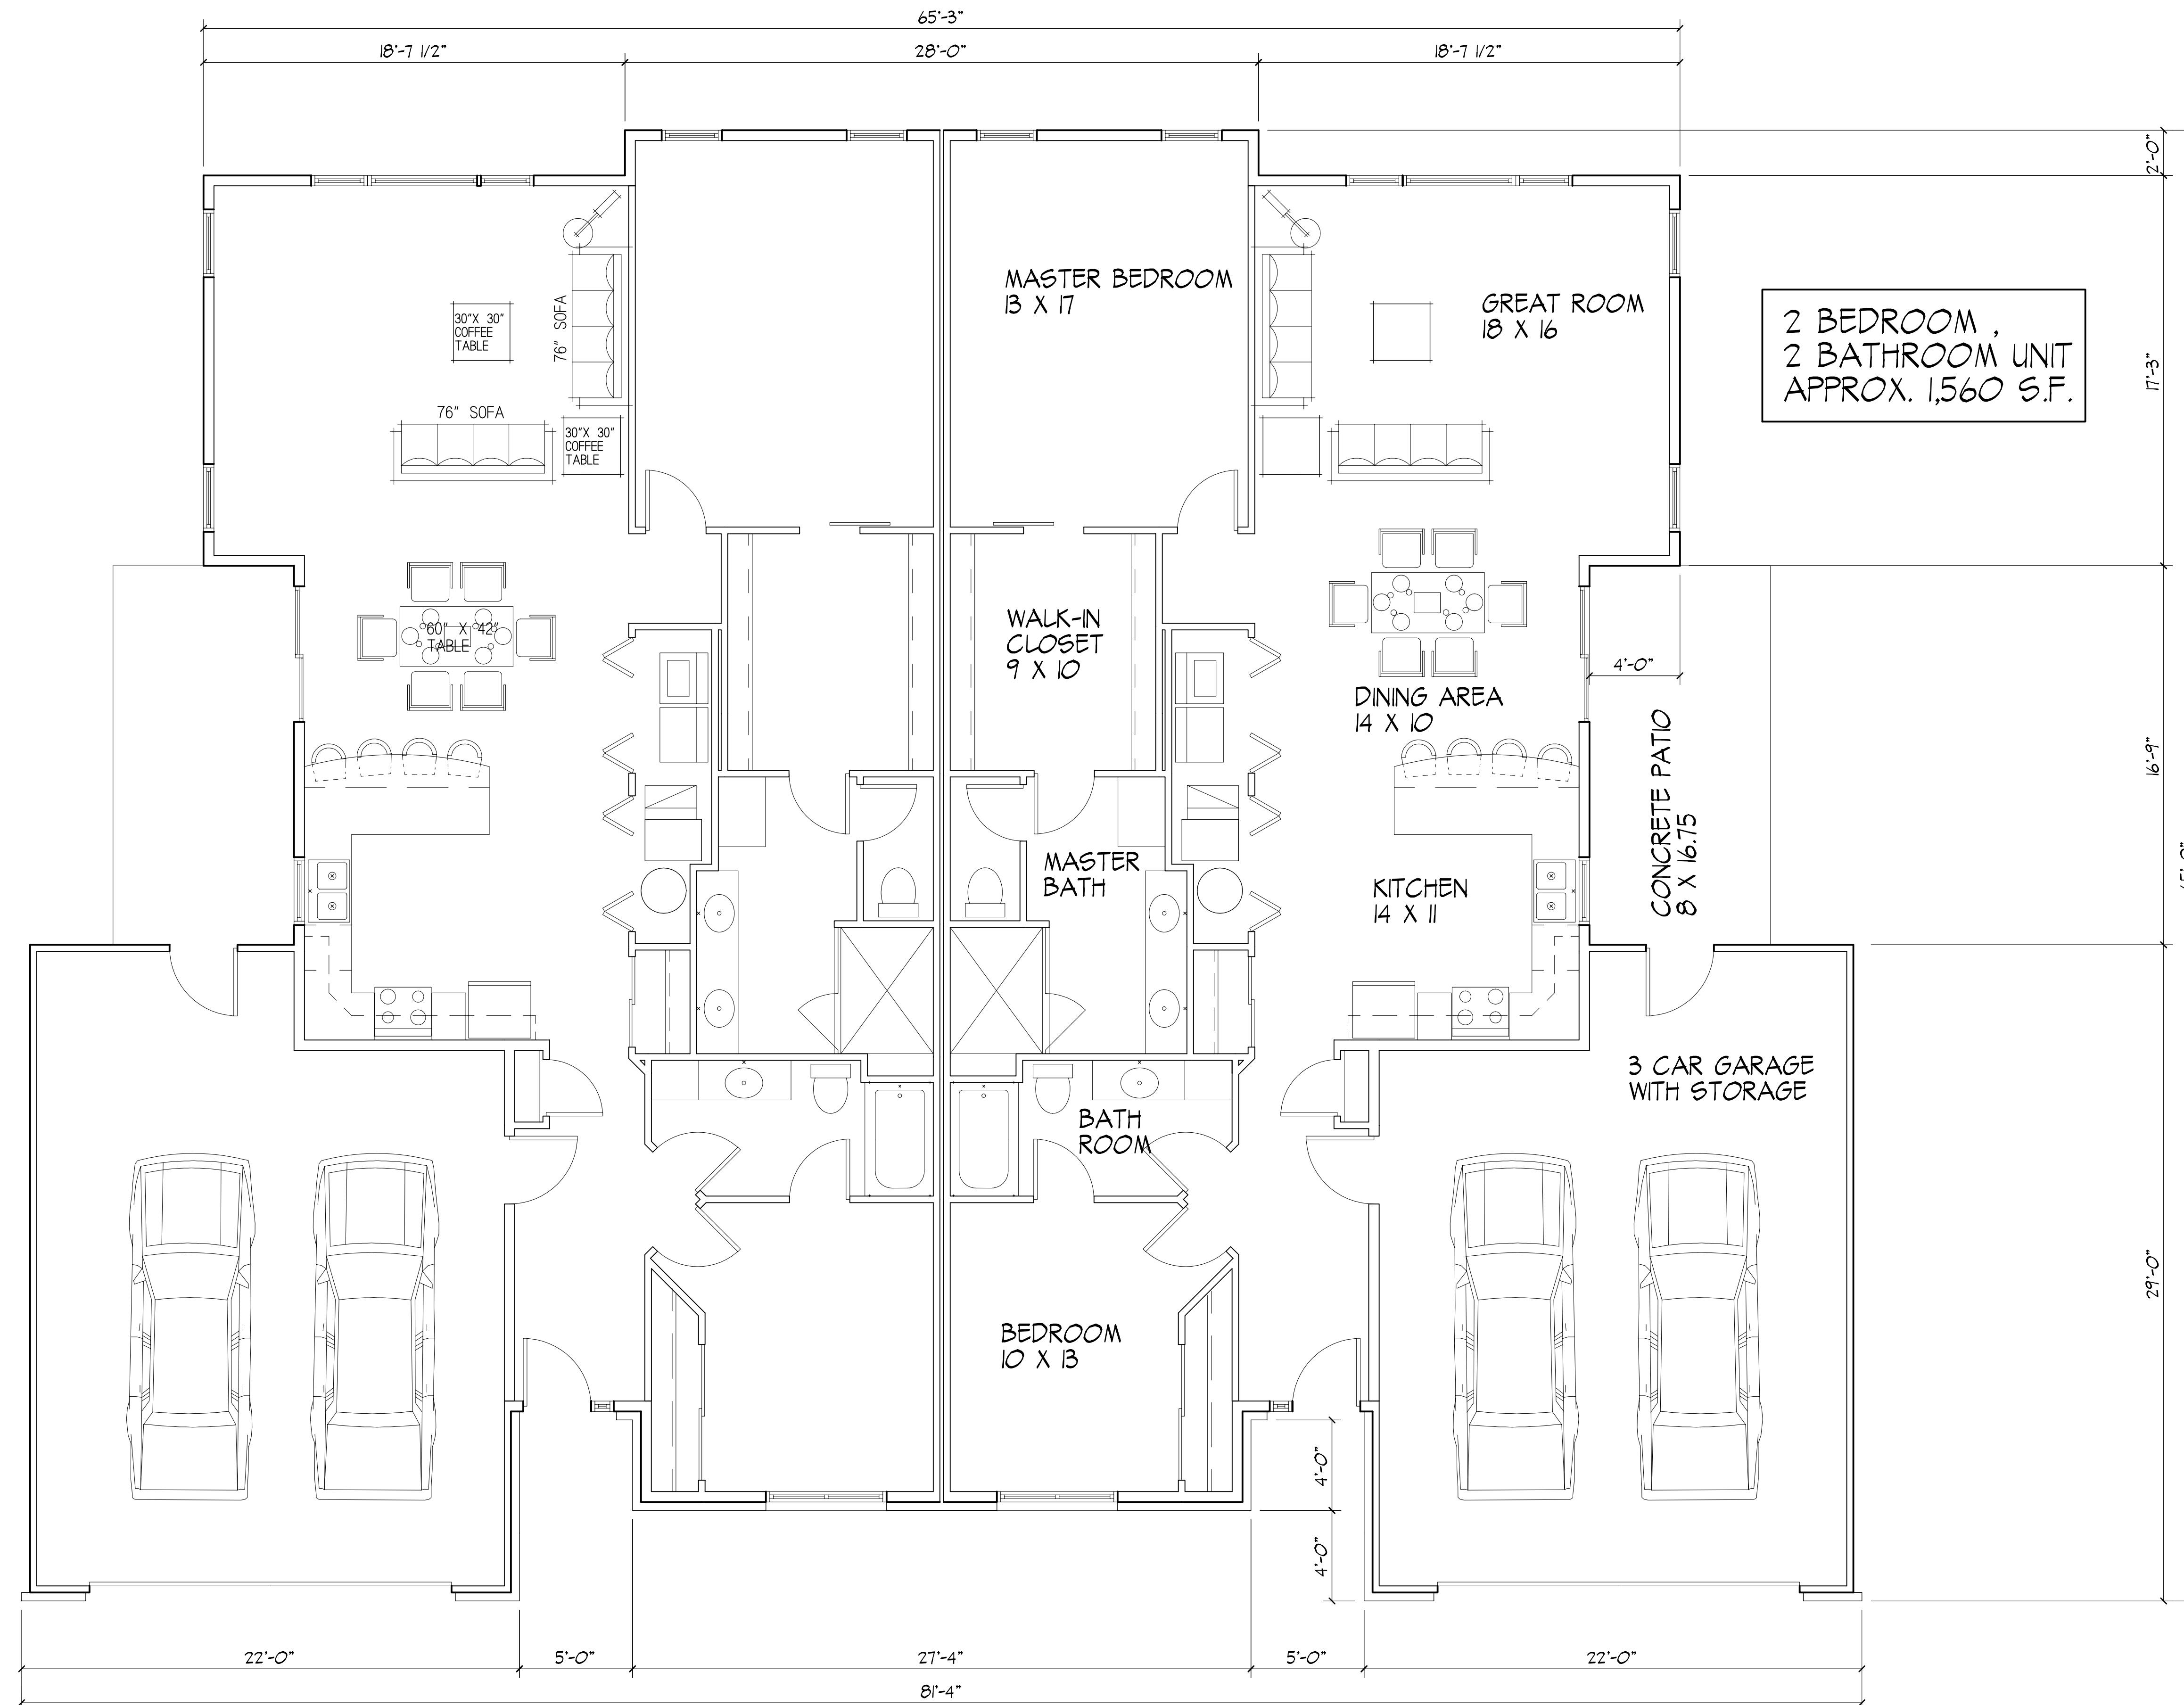 65'-3"
18'-7 1/2"
28'-0"
18'-7 1/2"
2'-0"
MASTER BEDROOM
13 X 17
GREAT ROOM
18 X 16
2 BEDROOM ,
2 BATHROOM UNIT
APPROX. 1,560 S.F.
30"X 30"
COFFEE
TABLE
76" SOFA
76" SOFA
30"X 30"
COFFEE
TABLE
17'-3"
60" X 42"
TABLE
WALK-IN
CLOSET
9 X 10
4'-0"
DINING AREA
14 X 10
CONCRETE PATIO
8 X 16.75
16'-9"
MASTER
BATH
KITCHEN
14 X 11
3 CAR GARAGE
WITH STORAGE
BATH
ROOM
29'-0"
BEDROOM
10 X 13
4'-0"
4'-0"
22'-0"
5'-0"
27'-4"
5'-0"
22'-0"
81'-4"